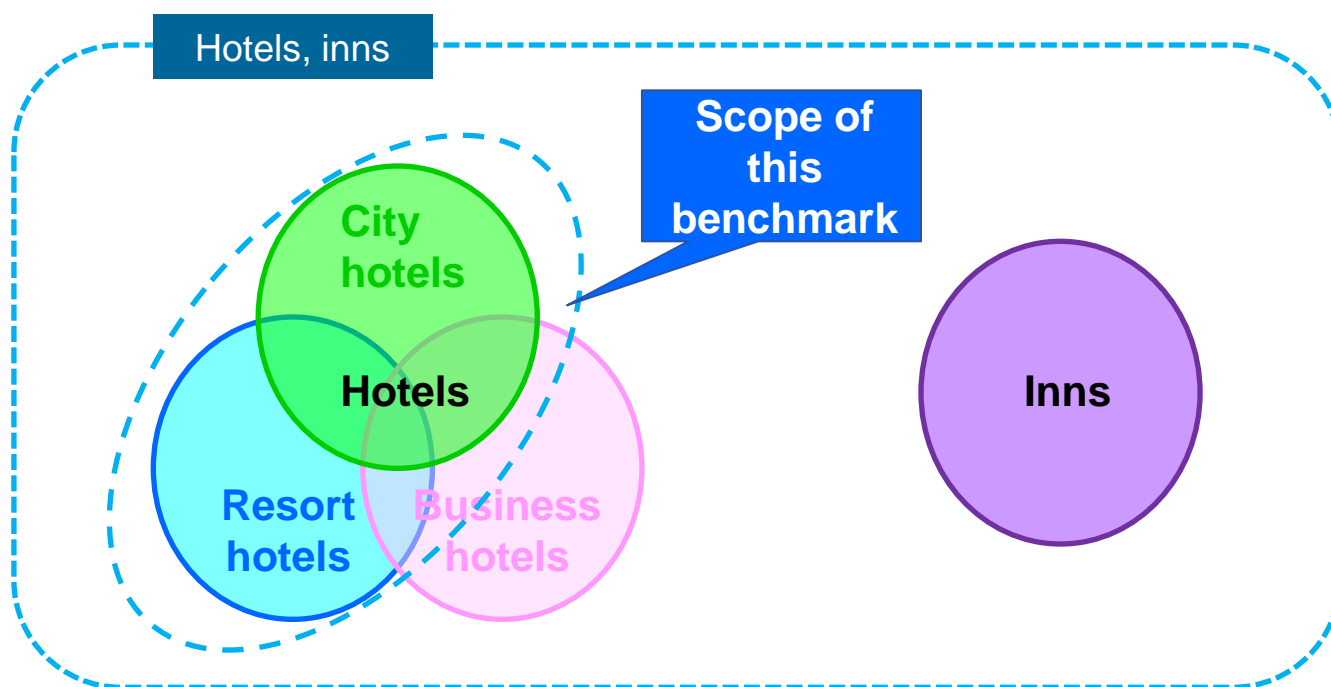 Hotels, inns
Scope of
this
benchmark
City
hotels
Hotels
Inns
Resort
hotels
Business
hotels